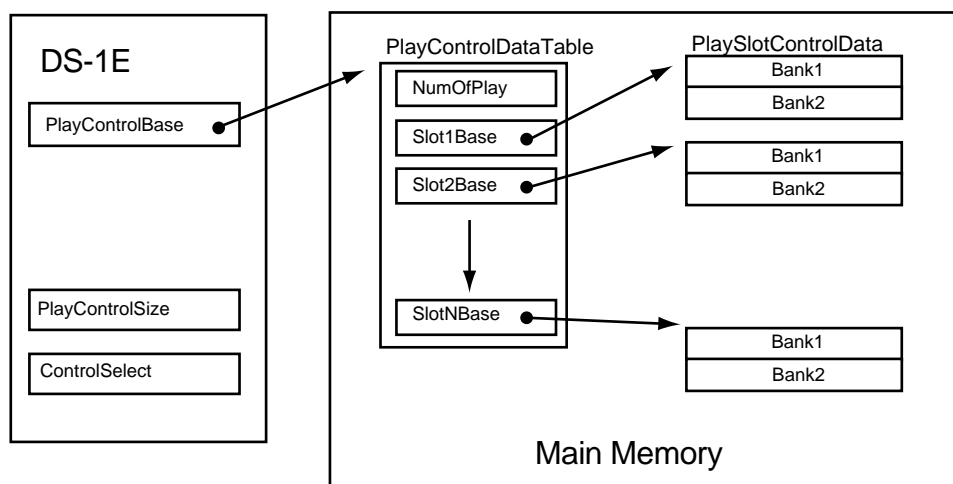 DS-1E
PlayControlBase
PlayControlSize
ControlSelect
PlayControlDataTable
NumOfPlay
Slot1Base
Slot2Base
SlotNBase
PlaySlotControlData
Bank1
Bank2
Bank1
Bank2
Bank1
Bank2
Main Memory